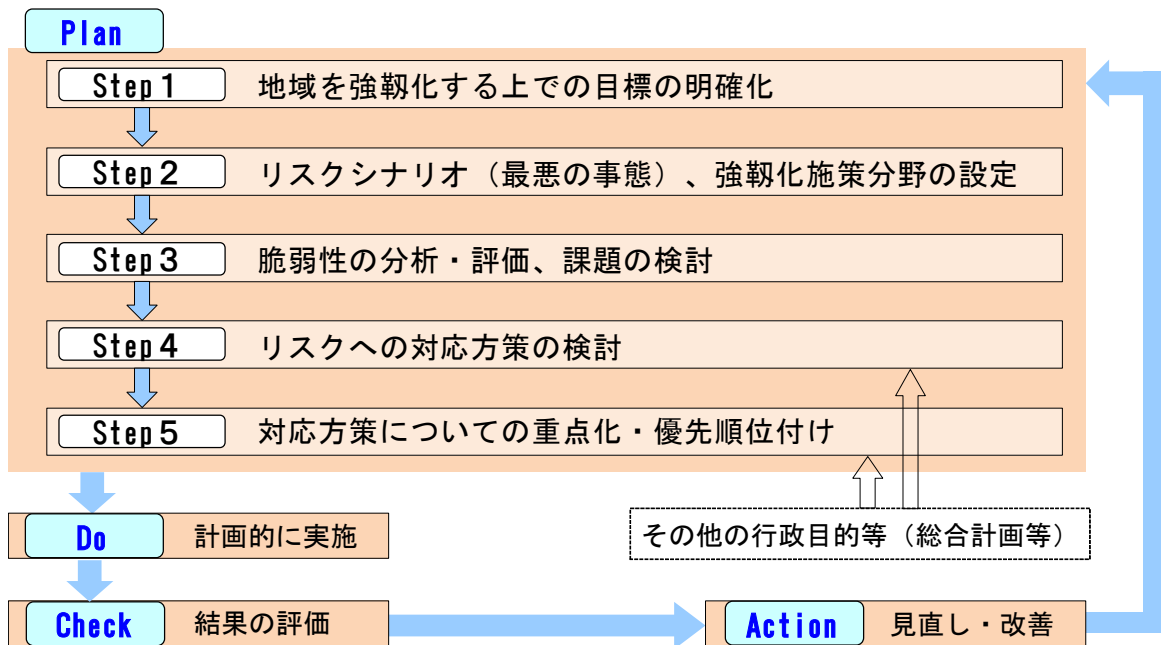 Plan
Step1 地域を強靱化する上での目標の明確化
Step2 リスクシナリオ（最悪の事態）、強靱化施策分野の設定
Step3 脆弱性の分析・評価、課題の検討
Step4 リスクへの対応方策の検討
Step5 対応方策についての重点化・優先順位付け
Do 計画的に実施
その他の行政目的等（総合計画等）
Check 結果の評価
Action 見直し・改善